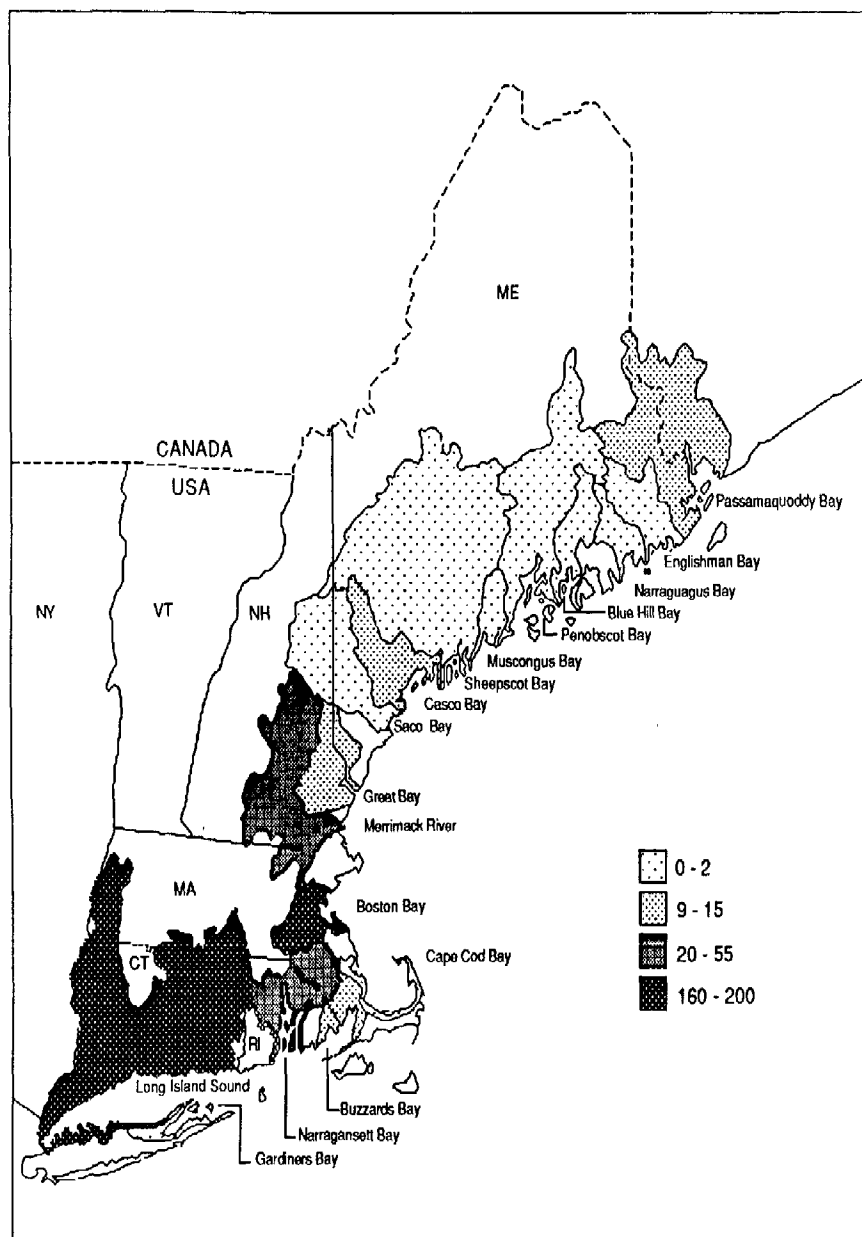 ME
CANADA
USA
NY
VT
NH
Passamaquoddy Bay
Englishman Bay
Narraguagus Bay
Blue Hill Bay
Penobscot Bay
Muscongus Bay
Sheepscot Bay
Casco Bay
Saco Bay
Great Bay
Merrimack River
MA
Boston Bay
CT
Cape Cod Bay
RI
Long Island Sound
Buzzards Bay
Narragansett Bay
Gardiners Bay
0 - 2
9 - 15
20 - 55
160 - 200